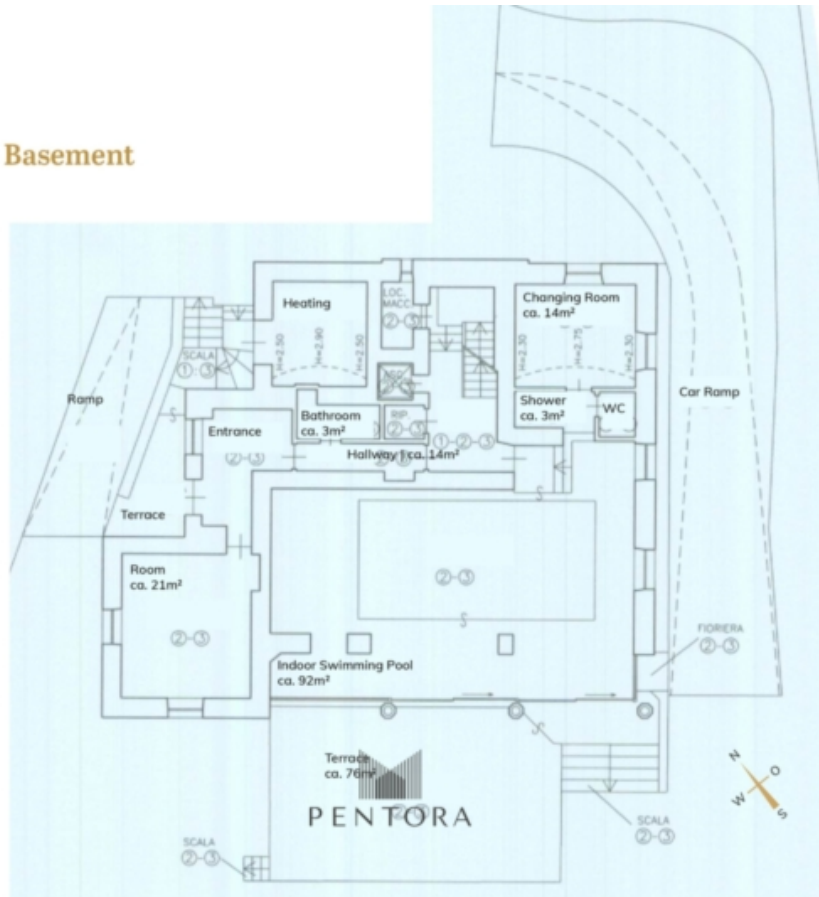 Basement
Heating
LOC.
MACC.
②-③
Changing Room
ca. 14m²
H=2.50
H=2.90
H=2.50
H=2.30
H=2.75
H=2.30
SCALA
①-③
Ramp
Car Ramp
Shower
ca. 3m²
WC
Bathroom
ca. 3m²
RIP.
②-③
Entrance
②-③
①-②-③
Hallway
ca. 14m²
Terrace
Room
ca. 21m²
②-③
②-③
FIORIERA
②-③
Indoor Swimming Pool
ca. 92m²
Terrace
ca. 76m²
PENTORA
N
O
W
S
SCALA
②-③
SCALA
②-③